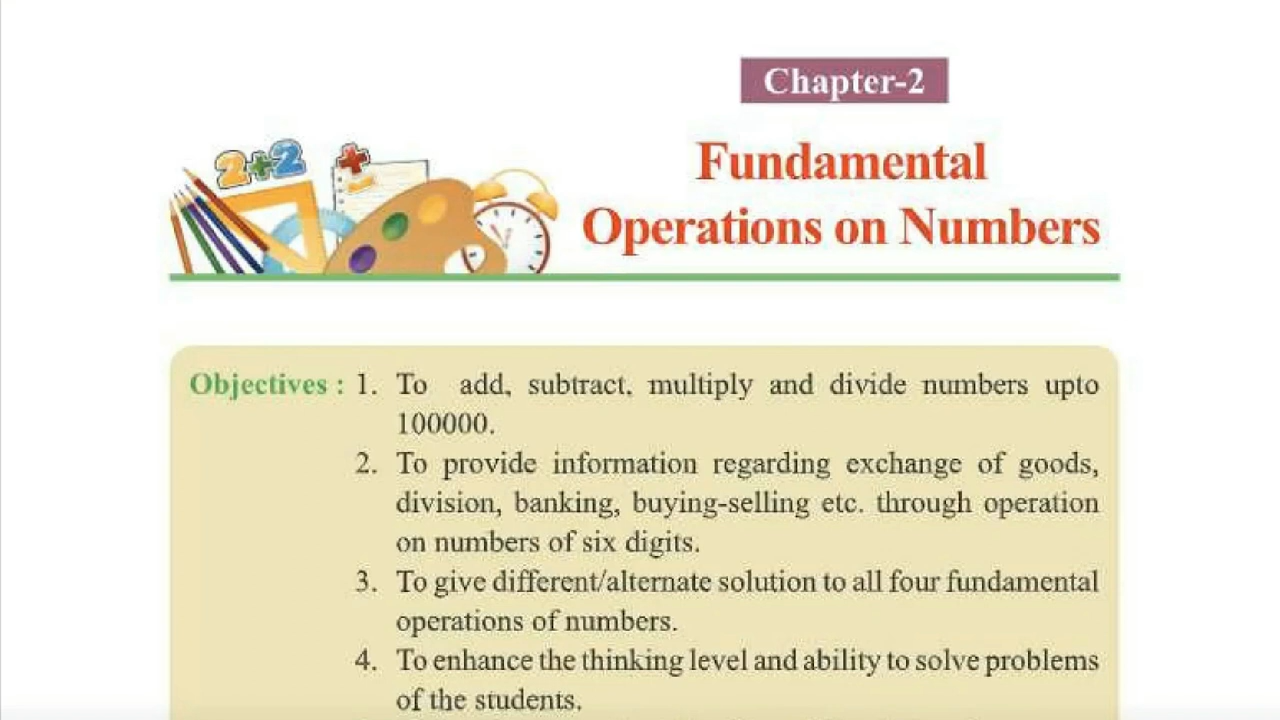 Chapter-2
2+2
Fundamental
Operations on Numbers
Objectives : 1. To add, subtract, multiply and divide numbers upto
100000.
2. To provide information regarding exchange of goods,
division, banking, buying-selling etc. through operation
on numbers of six digits.
3. To give different/alternate solution to all four fundamental
operations of numbers.
4. To enhance the thinking level and ability to solve problems
of the students.